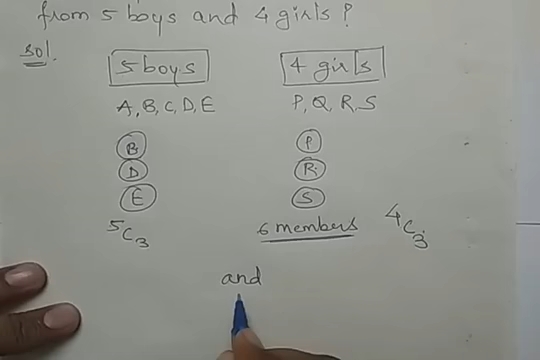 from 5 boys and 4 girls?
Sol.
5 boys 4 girls
A, B, C, D, E P, Q, R, S
B P
D R
E S
⁵C₃ 6 members ⁴C₃
and